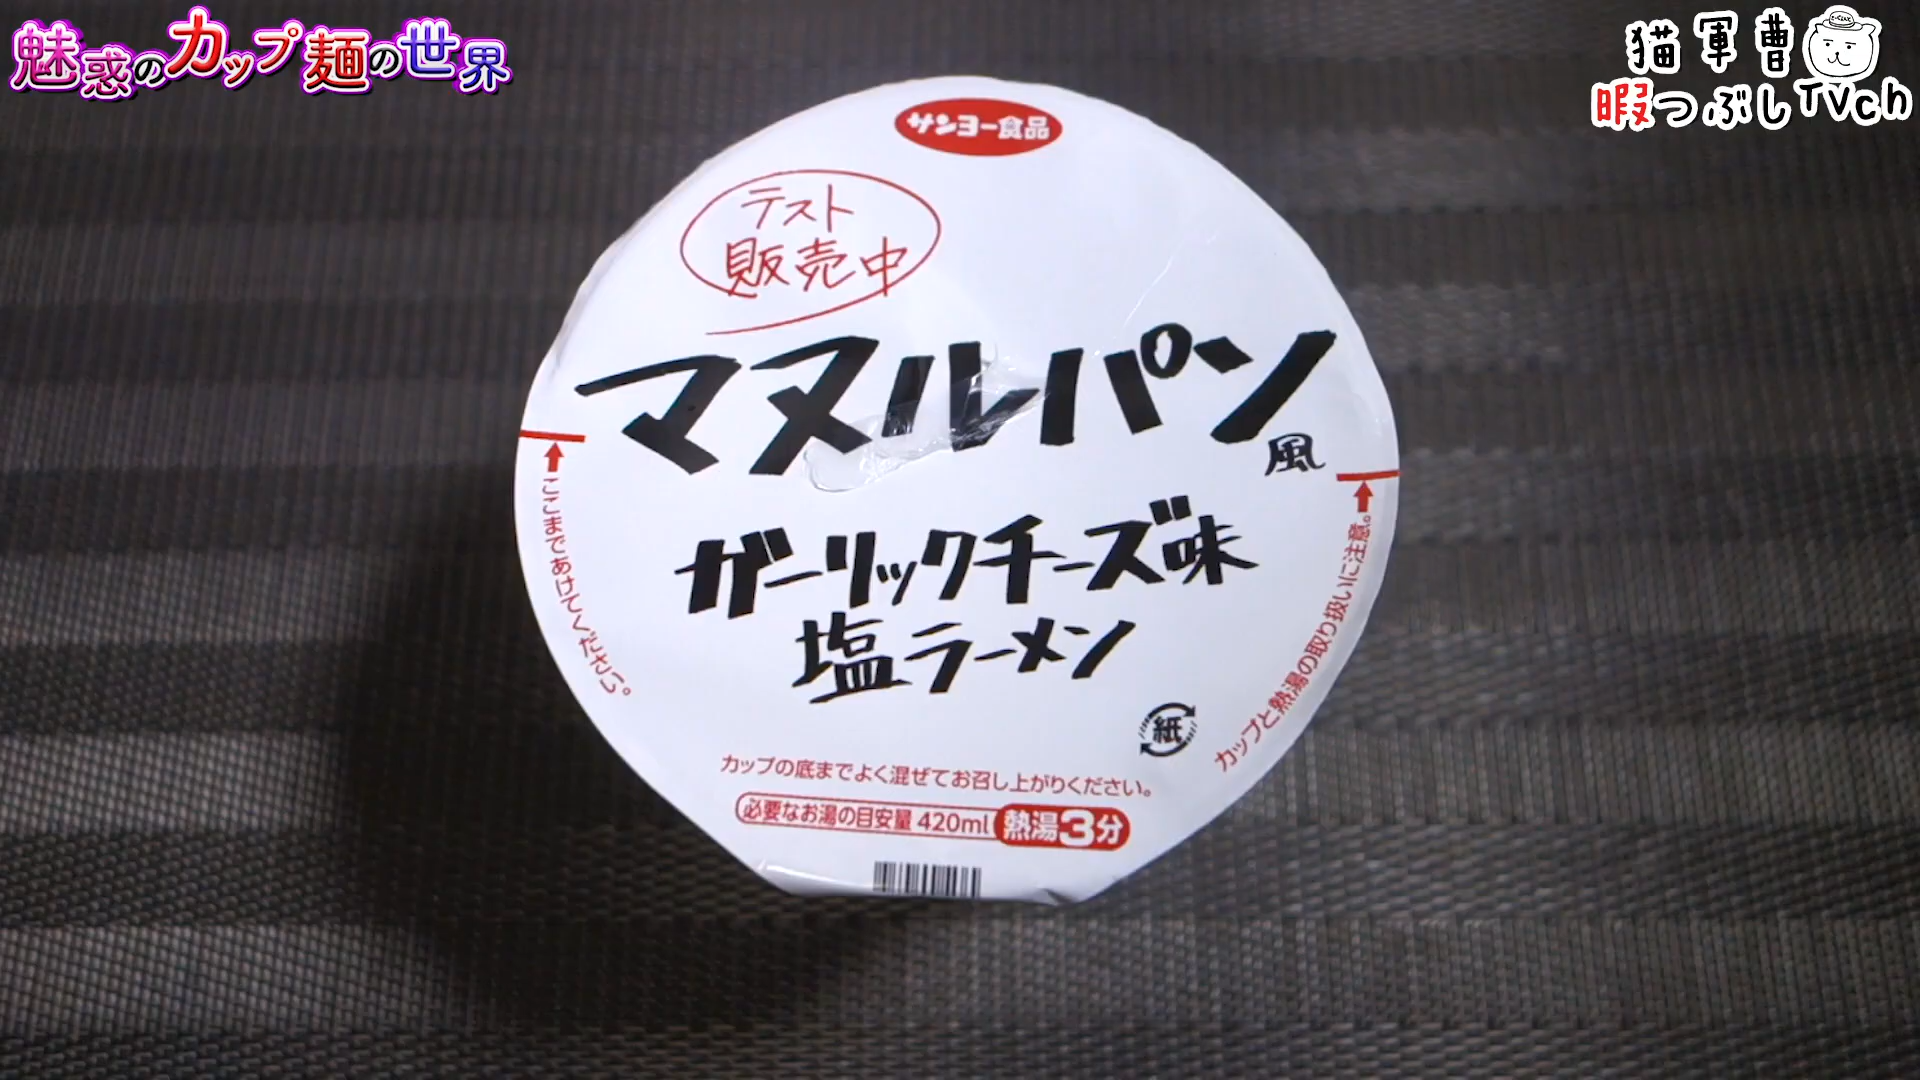 魅惑のカップ麺の世界
猫軍曹
暇つぶしTVch
サンヨー食品
テスト
販売中
マヌルパン
風
ガーリックチーズ味
塩ラーメン
ここまであけてください。
カップと熱湯の取り扱いに注意。
紙
カップの底までよく混ぜてお召し上がりください。
必要なお湯の目安量 420ml 熱湯3分